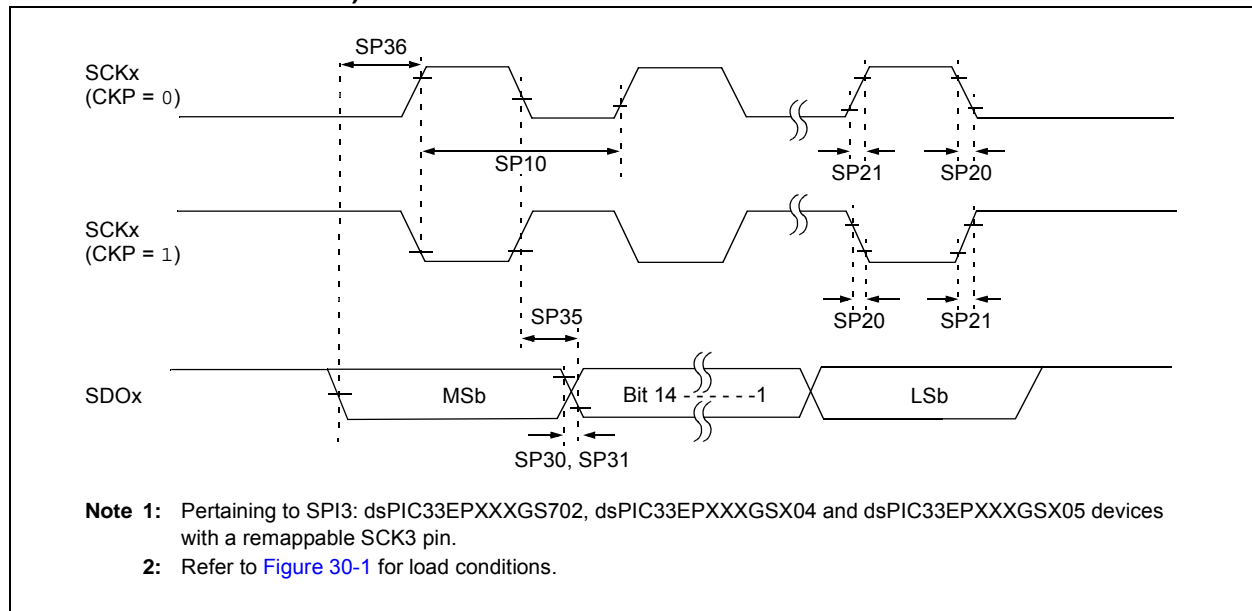 SP36
SCKx
(CKP = 0)
SP10
SP21 SP20
SCKx
(CKP = 1)
SP35
SP20 SP21
SDOx
MSb
Bit 14 - - - - - -1
LSb
SP30, SP31
Note 1: Pertaining to SPI3: dsPIC33EPXXXGS702, dsPIC33EPXXXGSX04 and dsPIC33EPXXXGSX05 devices
with a remappable SCK3 pin.
2: Refer to Figure 30-1 for load conditions.